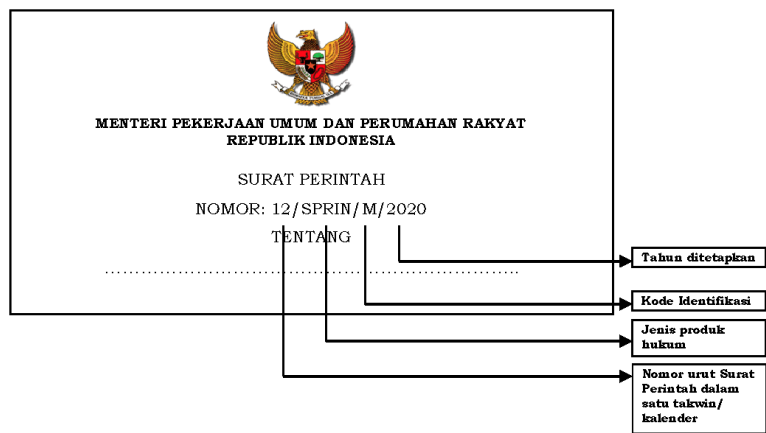 MENTERI PEKERJAAN UMUM DAN PERUMAHAN RAKYAT
REPUBLIK INDONESIA
SURAT PERINTAH
NOMOR: 12/SPRIN/M/2020
TENTANG
......................................................................
Tahun ditetapkan
Kode Identifikasi
Jenis produk
hukum
Nomor urut Surat
Perintah dalam
satu takwin/
kalender